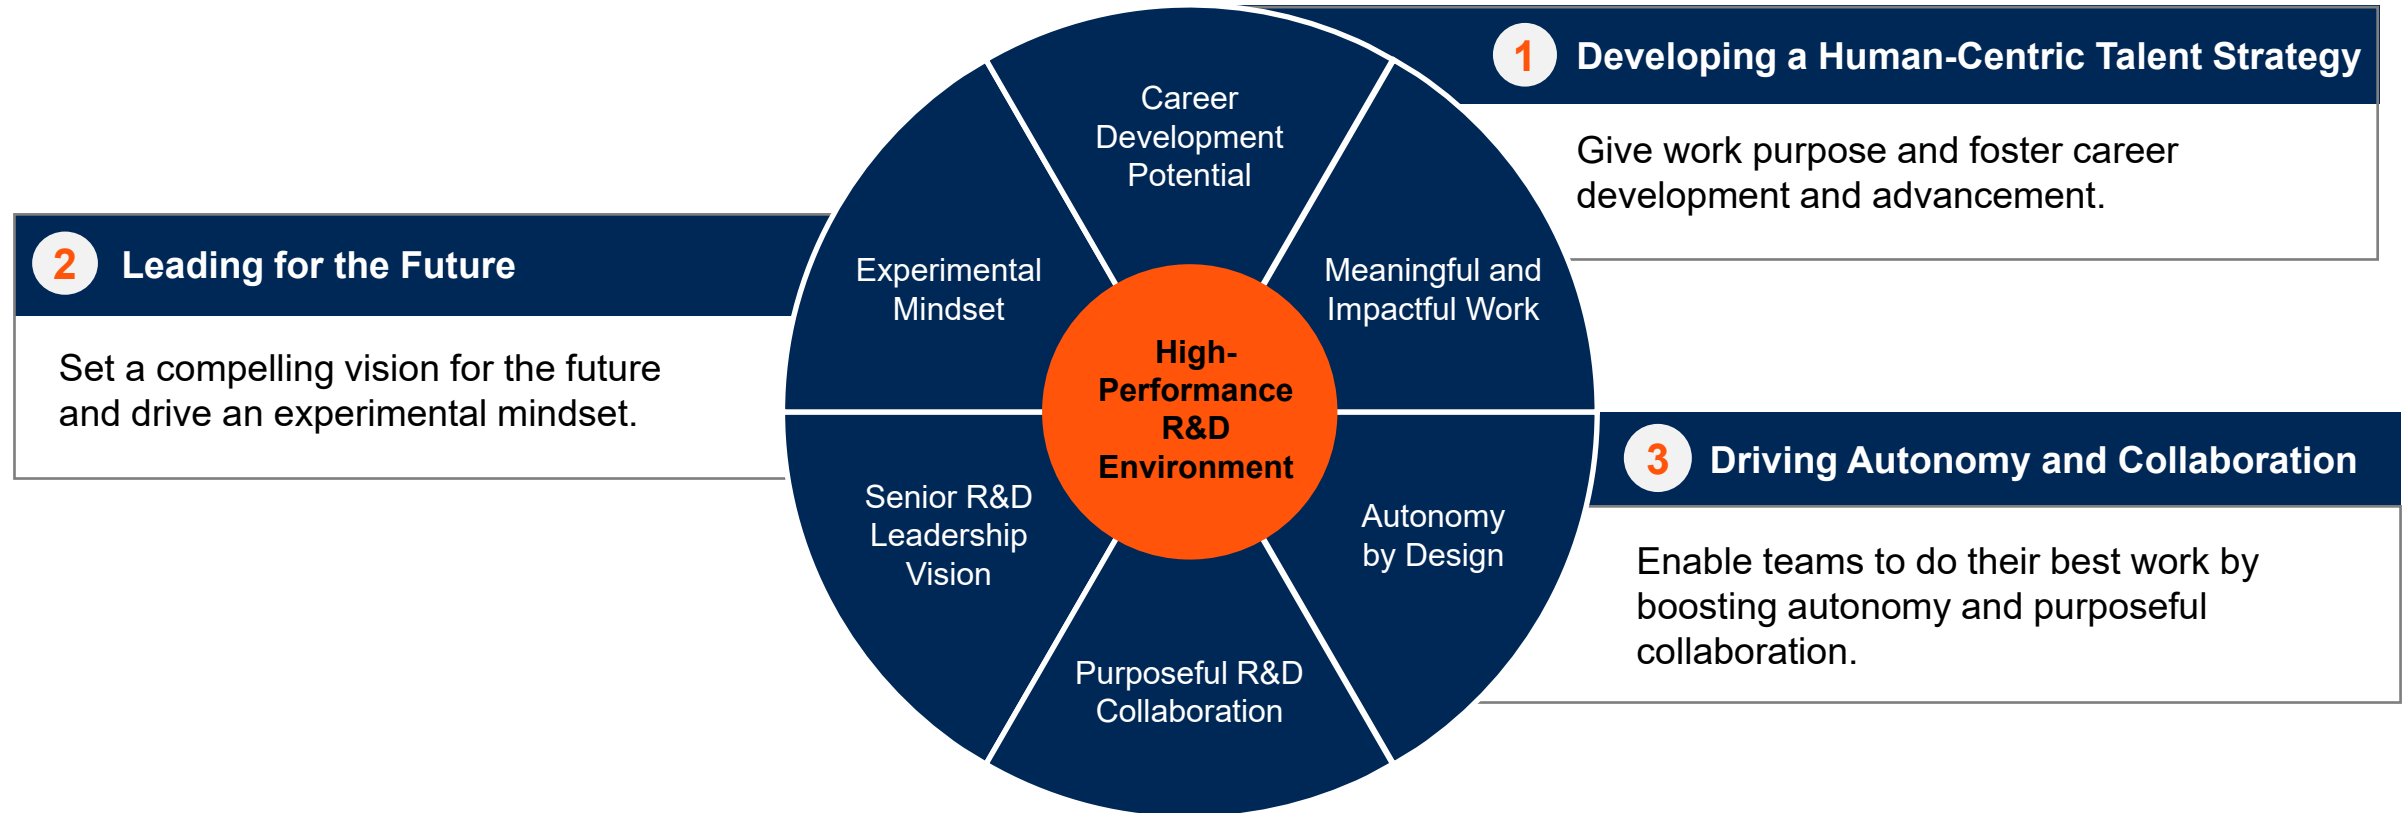 1
Developing a Human-Centric Talent Strategy
Give work purpose and foster career
development and advancement.
2
Leading for the Future
Set a compelling vision for the future
and drive an experimental mindset.
3
Driving Autonomy and Collaboration
Enable teams to do their best work by
boosting autonomy and purposeful
collaboration.
Career
Development
Potential
Meaningful and
Impactful Work
Autonomy
by Design
Purposeful R&D
Collaboration
Senior R&D
Leadership
Vision
Experimental
Mindset
High-
Performance
R&D
Environment